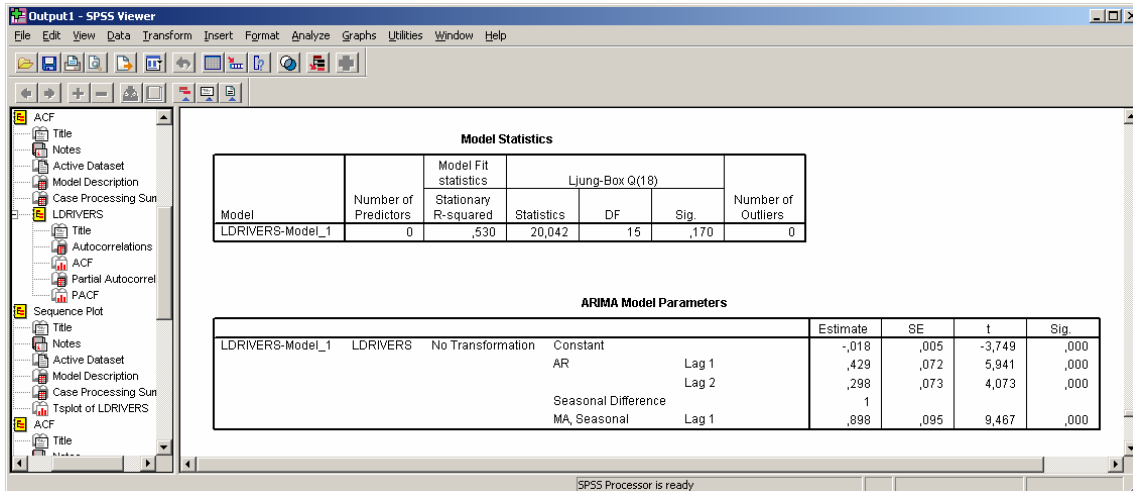 Output1 - SPSS Viewer
File Edit View Data Transform Insert Format Analyze Graphs Utilities Window Help
ACF
Title
Notes
Active Dataset
Model Description
Case Processing Sum
LDRIVERS
Title
Autocorrelations
ACF
Partial Autocorrel
PACF
Sequence Plot
Title
Notes
Active Dataset
Model Description
Case Processing Sum
Tsplot of LDRIVERS
ACF
Title
Model Statistics
Model Fit
statistics Ljung-Box Q(18)
Number of Stationary Number of
Model Predictors R-squared Statistics DF Sig. Outliers
LDRIVERS-Model_1 0 ,530 20,042 15 ,170 0
ARIMA Model Parameters
Estimate SE t Sig.
LDRIVERS-Model_1 LDRIVERS No Transformation Constant -,018 ,005 -3,749 ,000
AR Lag 1 ,429 ,072 5,941 ,000
Lag 2 ,298 ,073 4,073 ,000
Seasonal Difference 1
MA, Seasonal Lag 1 ,898 ,095 9,467 ,000
SPSS Processor is ready